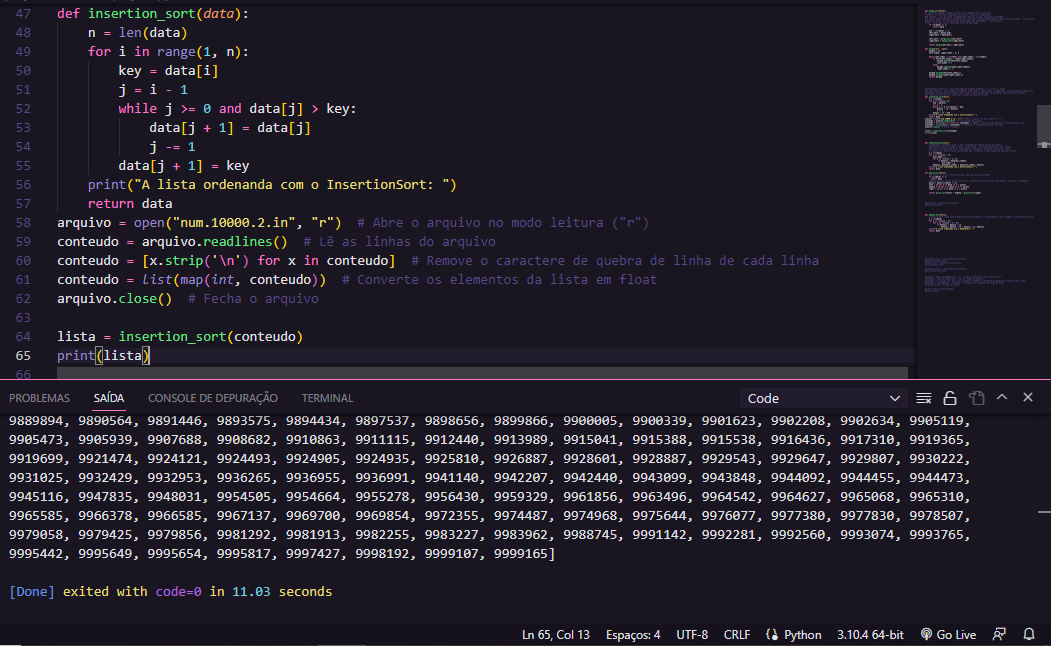 47 def insertion_sort(data):
48 n = len(data)
49 for i in range(1, n):
50 key = data[i]
51 j = i - 1
52 while j >= 0 and data[j] > key:
53 data[j + 1] = data[j]
54 j -= 1
55 data[j + 1] = key
56 print("A lista ordenanda com o InsertionSort: ")
57 return data
58 arquivo = open("num.10000.2.in", "r")  # Abre o arquivo no modo leitura ("r")
59 conteudo = arquivo.readlines()  # Lê as linhas do arquivo
60 conteudo = [x.strip('\n') for x in conteudo]  # Remove o caractere de quebra de linha de cada linha
61 conteudo = list(map(int, conteudo))  # Converte os elementos da lista em float
62 arquivo.close()  # Fecha o arquivo
63
64 lista = insertion_sort(conteudo)
65 print(lista)
66
PROBLEMAS SAÍDA CONSOLE DE DEPURAÇÃO TERMINAL Code
9889894, 9890564, 9891446, 9893575, 9894434, 9897537, 9898656, 9899866, 9900005, 9900339, 9901623, 9902208, 9902634, 9905119,
9905473, 9905939, 9907688, 9908682, 9910863, 9911115, 9912440, 9913989, 9915041, 9915388, 9915538, 9916436, 9917310, 9919365,
9919699, 9921474, 9924121, 9924493, 9924905, 9924935, 9925810, 9926887, 9928601, 9928887, 9929543, 9929647, 9929807, 9930222,
9931025, 9932429, 9932953, 9936265, 9936955, 9936991, 9941140, 9942207, 9942440, 9943099, 9943848, 9944092, 9944455, 9944473,
9945116, 9947835, 9948031, 9954505, 9954664, 9955278, 9956430, 9959329, 9961856, 9963496, 9964542, 9964627, 9965068, 9965310,
9965585, 9966378, 9966585, 9967137, 9969700, 9969854, 9972355, 9974487, 9974968, 9975644, 9976077, 9977380, 9977830, 9978507,
9979058, 9979425, 9979856, 9981292, 9981913, 9982255, 9983227, 9983962, 9988745, 9991142, 9992281, 9992560, 9993074, 9993765,
9995442, 9995649, 9995654, 9995817, 9997427, 9998192, 9999107, 9999165]
[Done] exited with code=0 in 11.03 seconds
Ln 65, Col 13 Espaços: 4 UTF-8 CRLF Python 3.10.4 64-bit Go Live